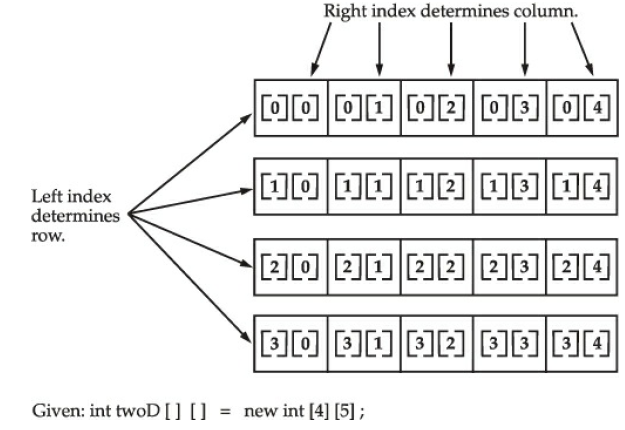 Right index determines column.
[0][0] [0][1] [0][2] [0][3] [0][4]
[1][0] [1][1] [1][2] [1][3] [1][4]
Left index
determines
row.
[2][0] [2][1] [2][2] [2][3] [2][4]
[3][0] [3][1] [3][2] [3][3] [3][4]
Given: int twoD [ ] [ ] = new int [4] [5] ;